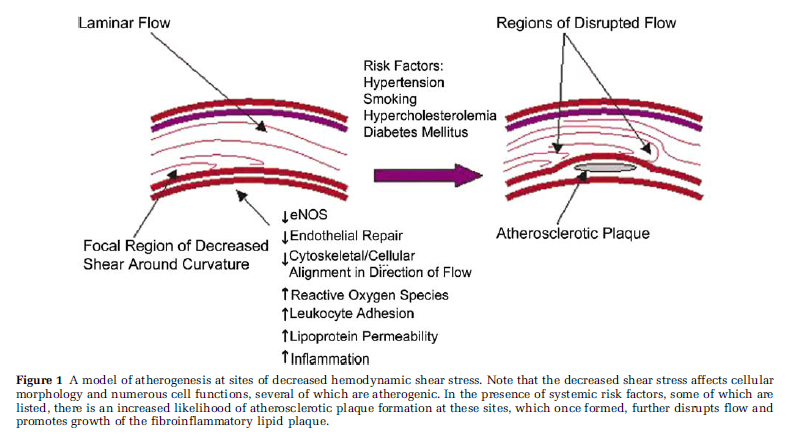 Laminar Flow
Regions of Disrupted Flow
Risk Factors:
Hypertension
Smoking
Hypercholesterolemia
Diabetes Mellitus
Focal Region of Decreased
Shear Around Curvature
↓eNOS
↓Endothelial Repair
↓Cytoskeletal/Cellular
Alignment in Direction of Flow
↑Reactive Oxygen Species
↑Leukocyte Adhesion
↑Lipoprotein Permeability
↑Inflammation
Atherosclerotic Plaque
Figure 1 A model of atherogenesis at sites of decreased hemodynamic shear stress. Note that the decreased shear stress affects cellular
morphology and numerous cell functions, several of which are atherogenic. In the presence of systemic risk factors, some of which are
listed, there is an increased likelihood of atherosclerotic plaque formation at these sites, which once formed, further disrupts flow and
promotes growth of the fibroinflammatory lipid plaque.